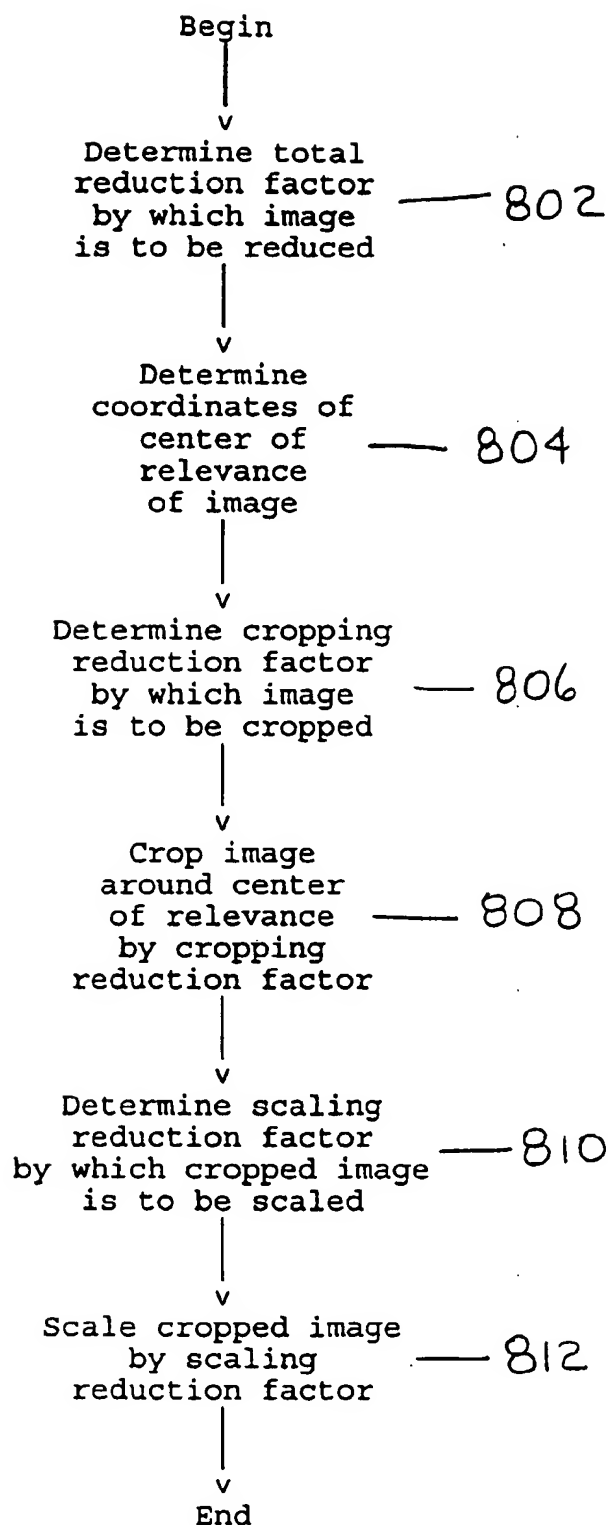 Begin
Determine total
reduction factor
by which image
is to be reduced
802
Determine
coordinates of
center of
relevance
of image
804
Determine cropping
reduction factor
by which image
is to be cropped
806
Crop image
around center
of relevance
by cropping
reduction factor
808
Determine scaling
reduction factor
by which cropped image
is to be scaled
810
Scale cropped image
by scaling
reduction factor
812
End